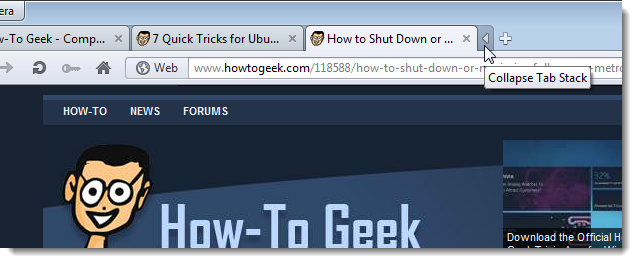 era
w-To Geek - Comp...
7 Quick Tricks for Ubu...
How to Shut Down or ...
Web
www.howtogeek.com/118588/how-to-shut-down-or-
metro
Collapse Tab Stack
HOW-TO
NEWS
FORUMS
32%
How-To Geek
Download the Official H